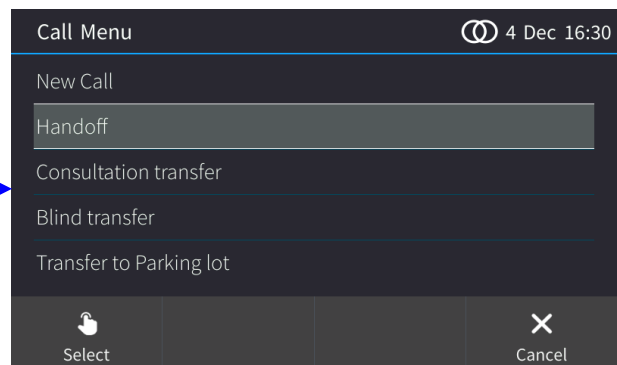 Call Menu 4 Dec 16:30
New Call
Handoff
Consultation transfer
Blind transfer
Transfer to Parking lot
Select Cancel